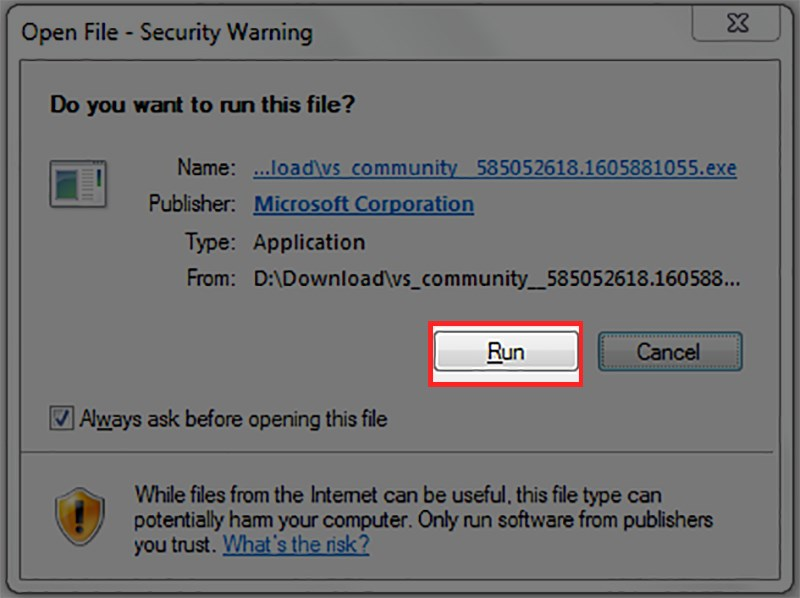 Open File - Security Warning
Do you want to run this file?
Name: ...load\vs_community__585052618.1605881055.exe
Publisher: Microsoft Corporation
Type: Application
From: D:\Download\vs_community__585052618.160588...
Run Cancel
Always ask before opening this file
While files from the Internet can be useful, this file type can
potentially harm your computer. Only run software from publishers
you trust. What's the risk?